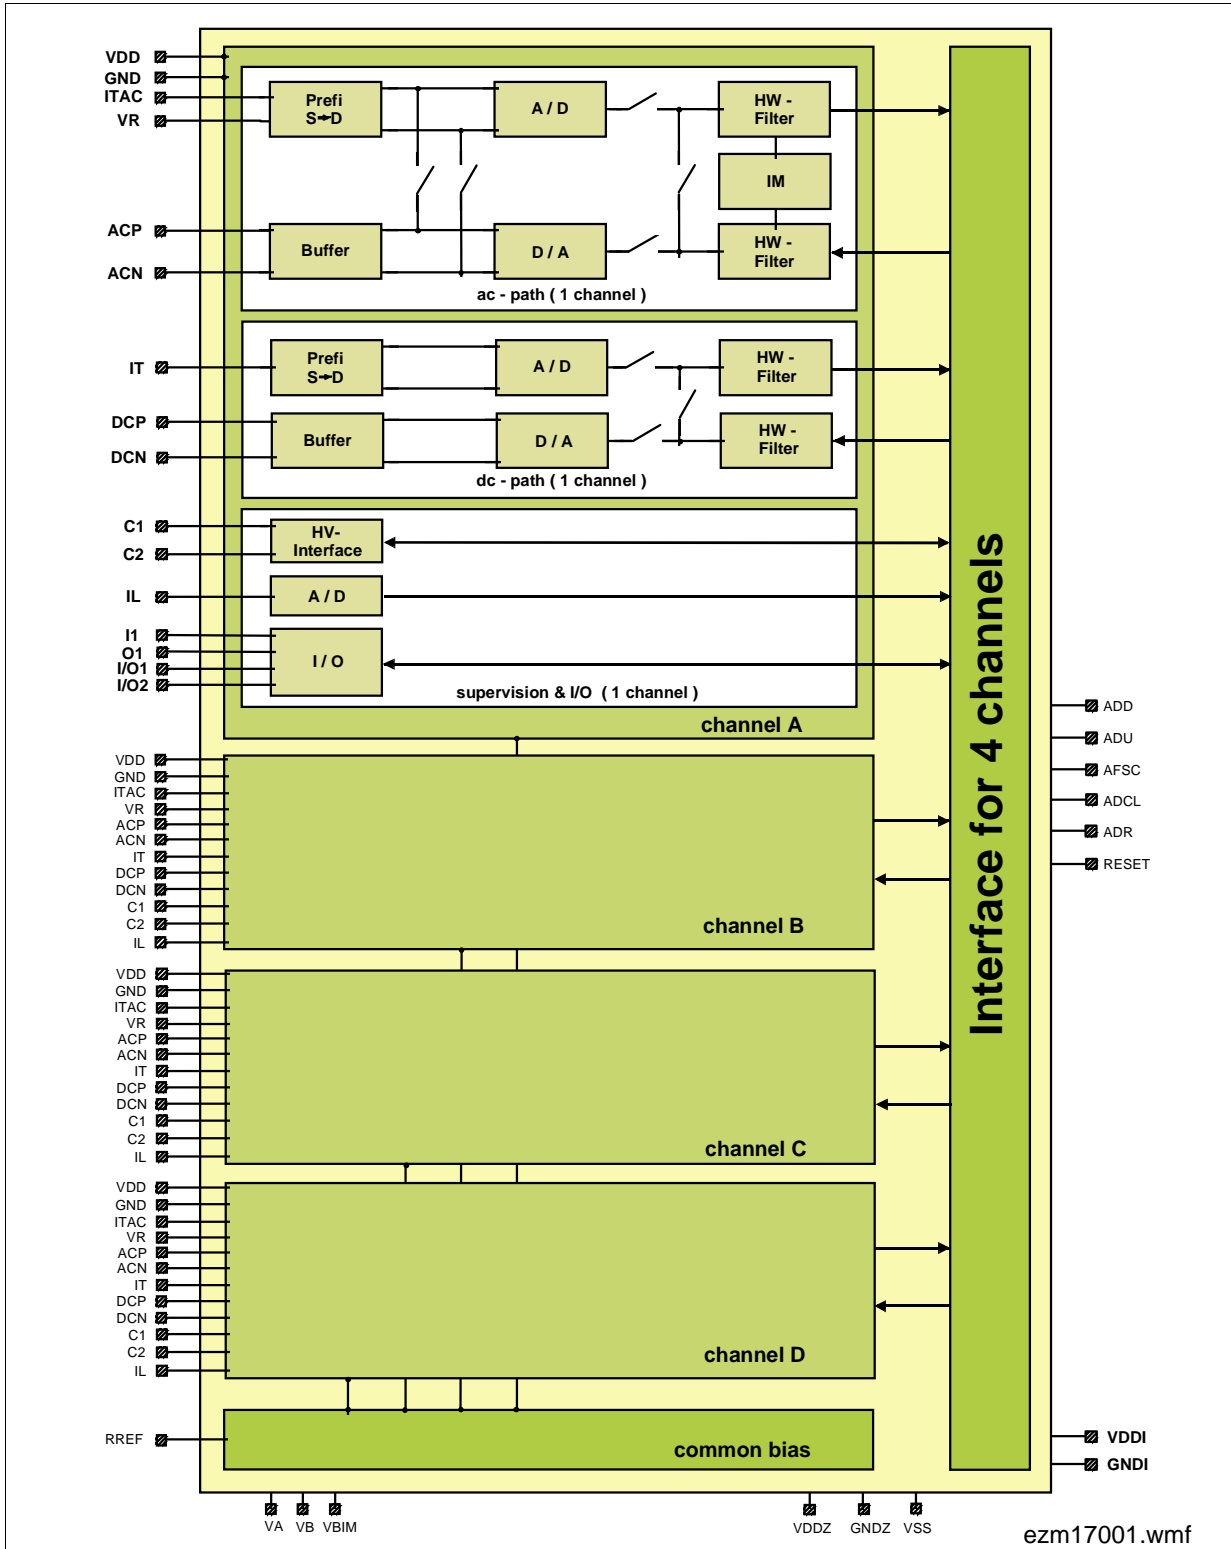 VDD
GND
ITAC
VR
Prefi
S→D
A / D
HW -
Filter
IM
ACP
ACN
Buffer
D / A
HW -
Filter
ac - path ( 1 channel )
IT
Prefi
S→D
A / D
HW -
Filter
DCP
DCN
Buffer
D / A
HW -
Filter
dc - path ( 1 channel )
C1
C2
HV-
Interface
IL
A / D
I1
O1
I/O1
I/O2
I / O
supervision & I/O ( 1 channel )
channel A
VDD
GND
ITAC
VR
ACP
ACN
IT
DCP
DCN
C1
C2
IL
channel B
VDD
GND
ITAC
VR
ACP
ACN
IT
DCP
DCN
C1
C2
IL
channel C
VDD
GND
ITAC
VR
ACP
ACN
IT
DCP
DCN
C1
C2
IL
channel D
RREF
common bias
Interface for 4 channels
ADD
ADU
AFSC
ADCL
ADR
RESET
VDDI
GNDI
VA
VB
VBIM
VDDZ
GNDZ
VSS
ezm17001.wmf